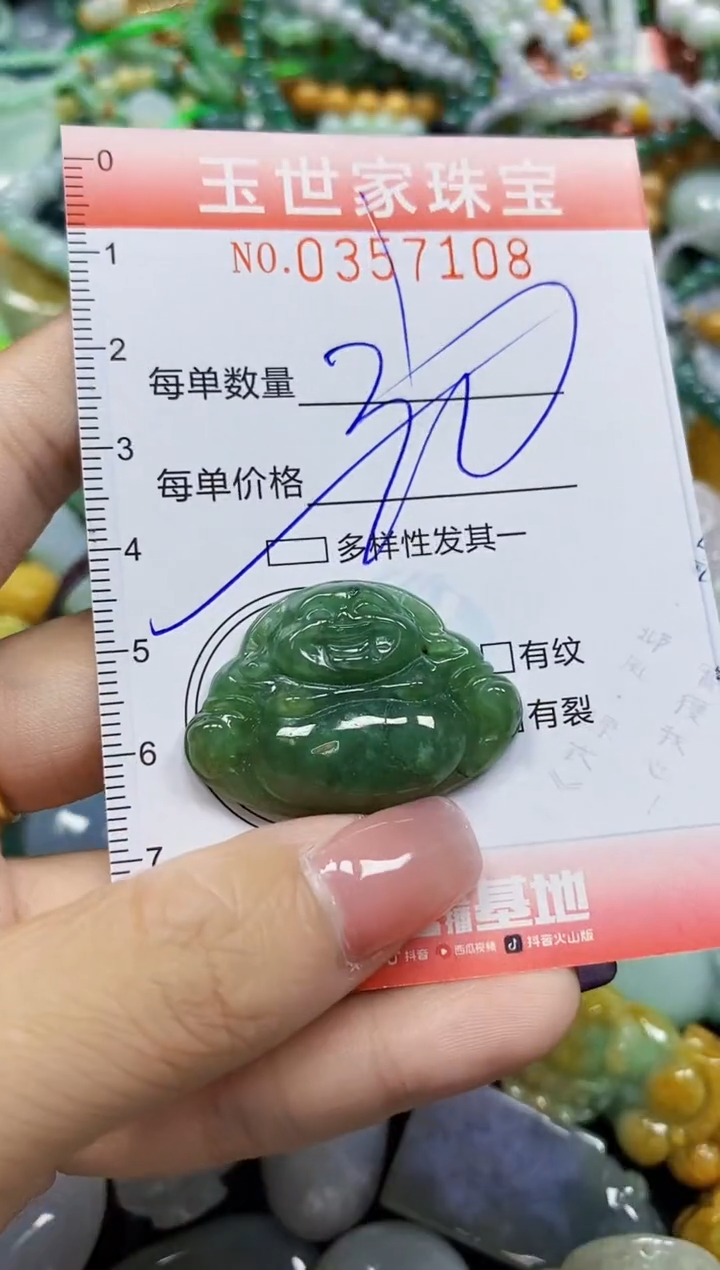 玉世家珠宝
NO.0357108
每单数量
每单价格
多样性发其一
有纹
有裂
播基地
抖音 西瓜视频 抖音火山版
0
1
2
3
4
5
6
7